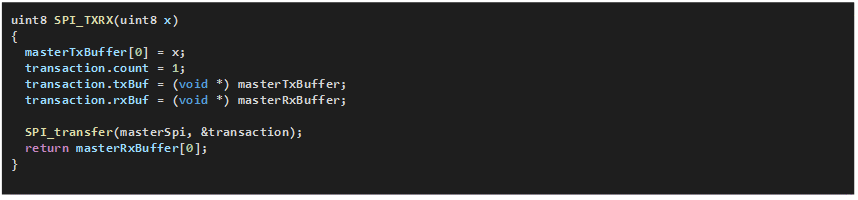 uint8 SPI_TXRX(uint8 x)
{
  masterTxBuffer[0] = x;
  transaction.count = 1;
  transaction.txBuf = (void *) masterTxBuffer;
  transaction.rxBuf = (void *) masterRxBuffer;

  SPI_transfer(masterSpi, &transaction);
  return masterRxBuffer[0];
}